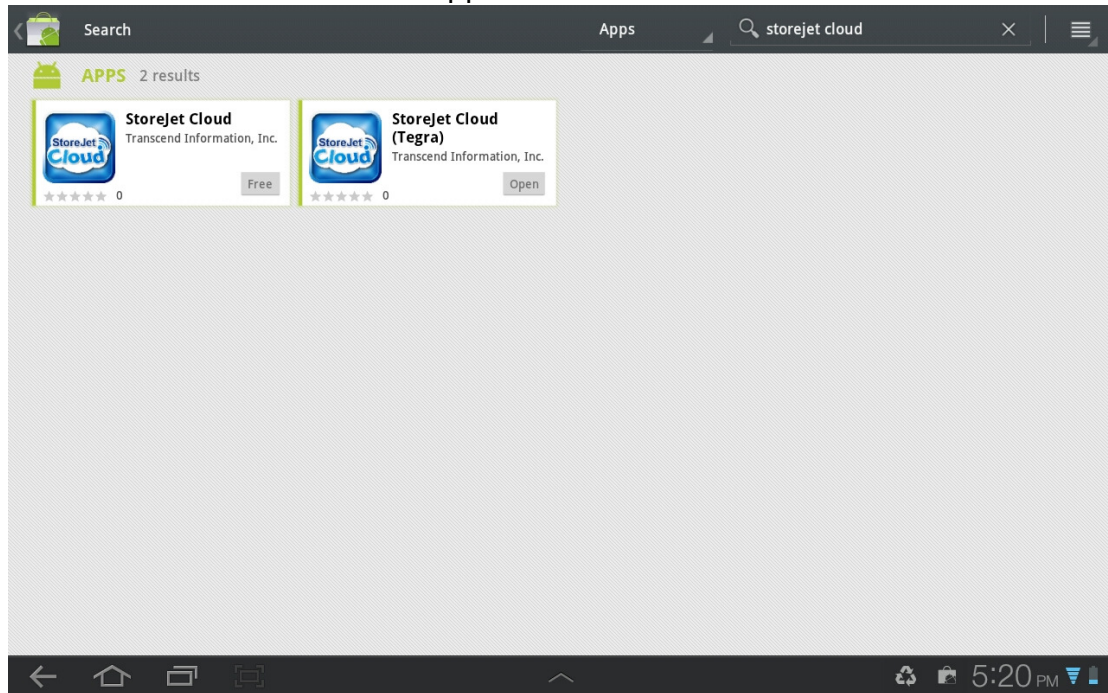 Search
Apps
storejet cloud
APPS 2 results
StoreJet Cloud
Transcend Information, Inc.
StoreJet
Cloud
Free
0
StoreJet Cloud
(Tegra)
Transcend Information, Inc.
StoreJet
Cloud
Open
0
5:20 PM